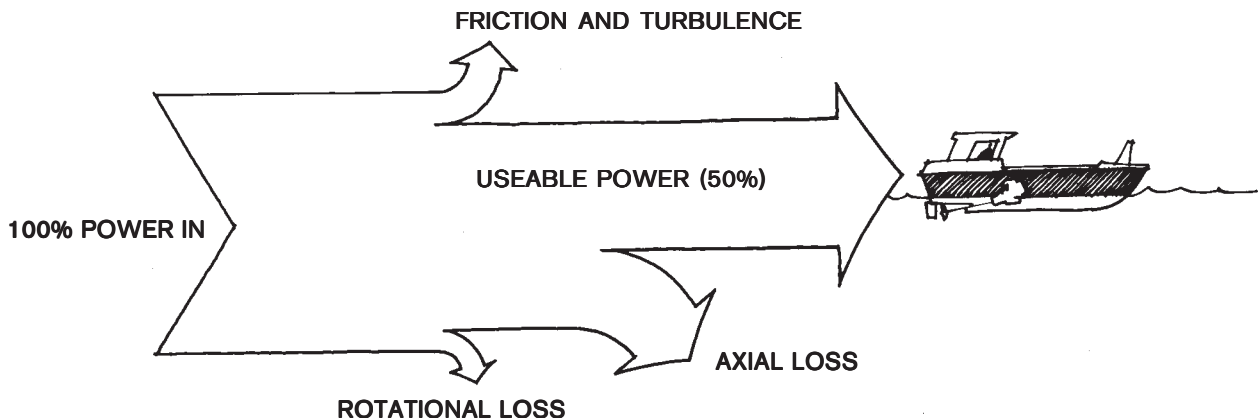 FRICTION AND TURBULENCE
USEABLE POWER (50%)
100% POWER IN
AXIAL LOSS
ROTATIONAL LOSS